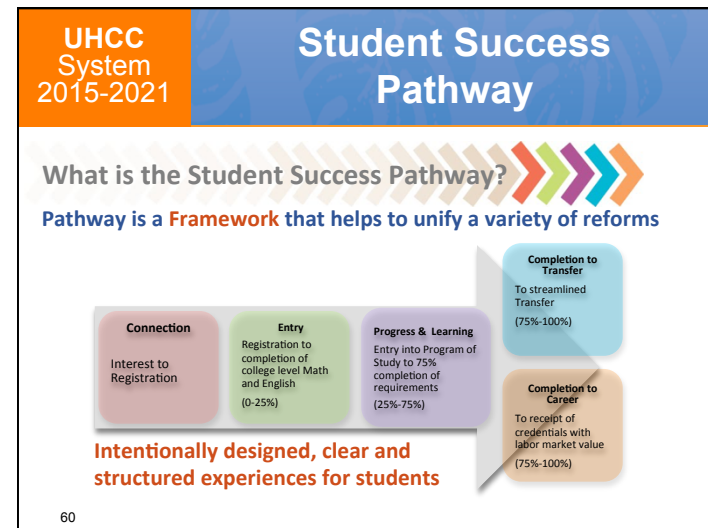 UHCC
System
2015-2021
Student Success
Pathway
What is the Student Success Pathway?
Pathway is a Framework that helps to unify a variety of reforms
Connection
Interest to
Registration
Entry
Registration to
completion of
college level Math
and English
(0-25%)
Progress & Learning
Entry into Program of
Study to 75%
completion of
requirements
(25%-75%)
Completion to
Transfer
To streamlined
Transfer
(75%-100%)
Completion to
Career
To receipt of
credentials with
labor market value
(75%-100%)
Intentionally designed, clear and
structured experiences for students
60